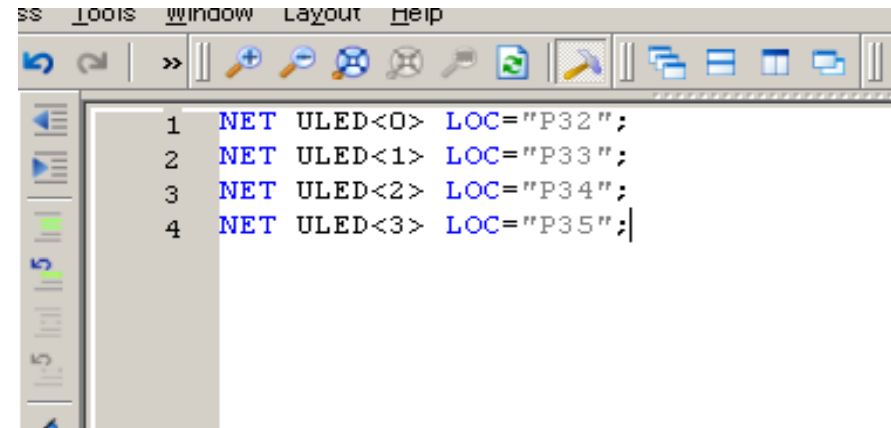 ss Tools Window Layout Help
»
1 NET ULED<0> LOC="P32";
2 NET ULED<1> LOC="P33";
3 NET ULED<2> LOC="P34";
4 NET ULED<3> LOC="P35";